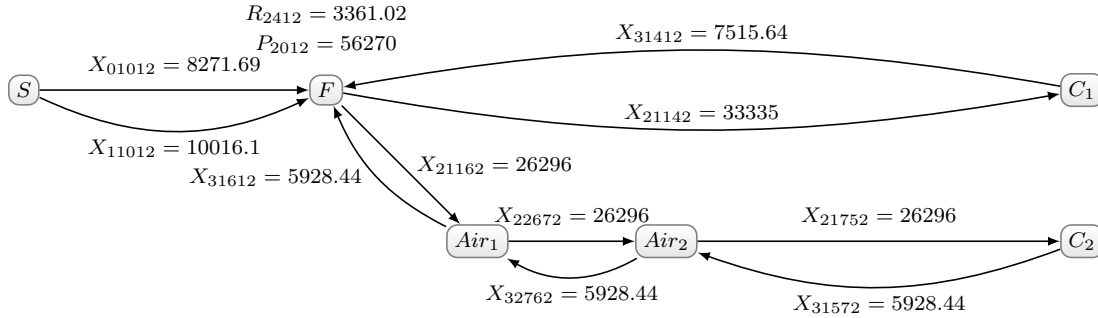 R_{2412} = 3361.02
P_{2012} = 56270
X_{31412} = 7515.64
X_{01012} = 8271.69
S
F
C_1
X_{21142} = 33335
X_{11012} = 10016.1
X_{31612} = 5928.44
X_{21162} = 26296
X_{22672} = 26296
X_{21752} = 26296
Air_1
Air_2
C_2
X_{32762} = 5928.44
X_{31572} = 5928.44